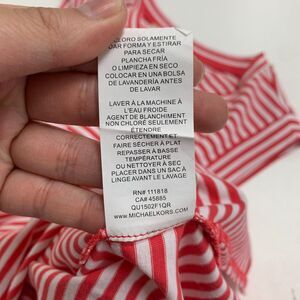 CLORO SOLAMENTE
DAR FORMA Y ESTIRAR
PARA SECAR
PLANCHA FRÍA
O LIMPIEZA EN SECO
COLOCAR EN UNA BOLSA
DE LAVANDERÍA ANTES
DE LAVAR
LAVER À LA MACHINE À
L'EAU FROIDE
AGENT DE BLANCHIMENT
NON CHLORÉ SEULEMENT
ÉTENDRE
CORRECTEMENT ET
FAIRE SÉCHER À PLAT
REPASSER À BASSE
TEMPÉRATURE
OU NETTOYER À SEC
PLACER DANS UN SAC À
LINGE AVANT LE LAVAGE
RN# 111818
CA# 45885
QU1502F1QR
WWW.MICHAELKORS.COM